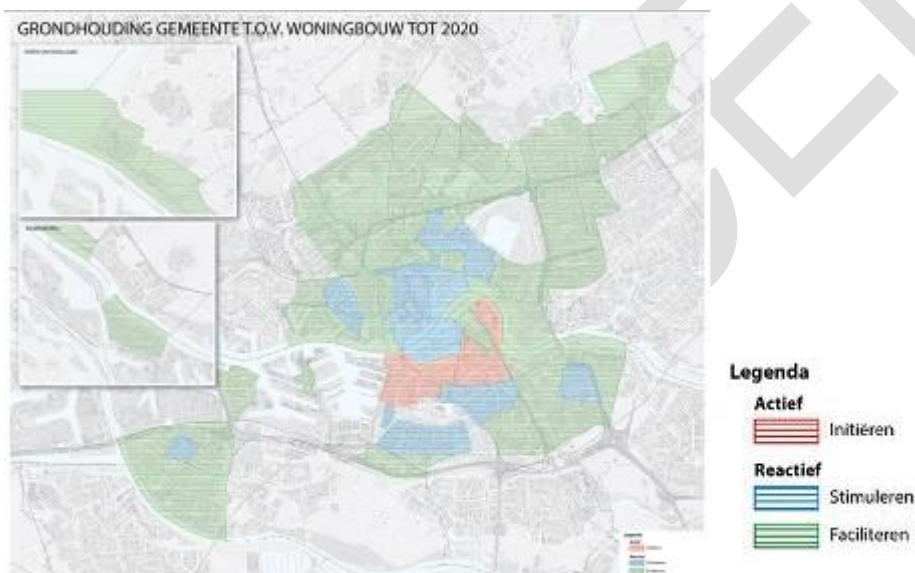 GRONDHOUDING GEMEENTE T.O.V. WONINGBOUW TOT 2020
Legenda
Actief
Initiëren
Reactief
Stimuleren
Faciliteren